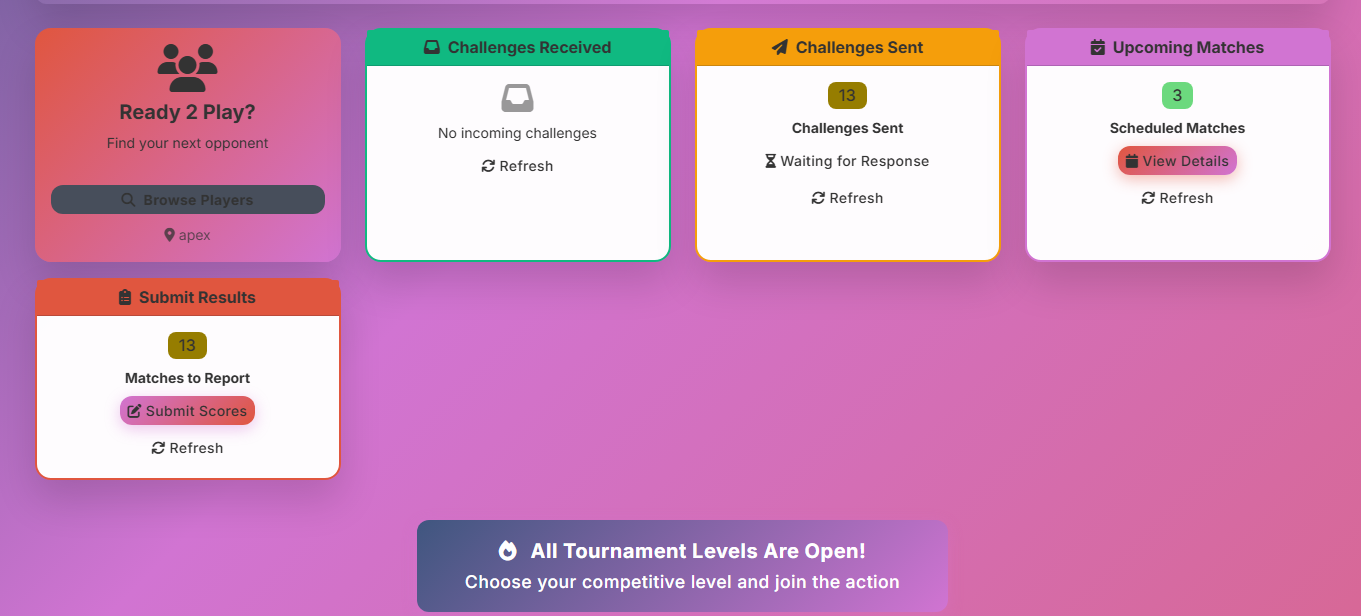 Ready 2 Play?
Find your next opponent
Browse Players
apex
Challenges Received
No incoming challenges
Refresh
Challenges Sent
13
Challenges Sent
Waiting for Response
Refresh
Upcoming Matches
3
Scheduled Matches
View Details
Refresh
Submit Results
13
Matches to Report
Submit Scores
Refresh
All Tournament Levels Are Open!
Choose your competitive level and join the action